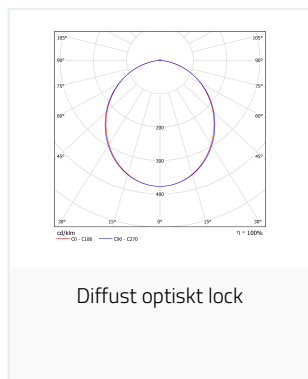 105° 105°
90° 90°
75° 75°
60° 60°
200
45° 45°
300
400
30° 15° 0° 15° 30°
cd/klm η = 100%
C0 - C180 C90 - C270
Diffust optiskt lock